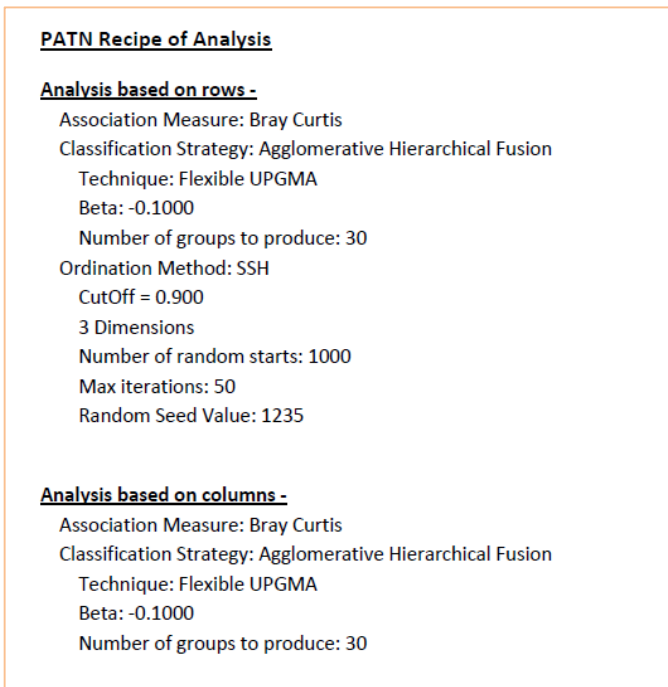 PATN Recipe of Analysis
Analysis based on rows -
Association Measure: Bray Curtis
Classification Strategy: Agglomerative Hierarchical Fusion
Technique: Flexible UPGMA
Beta: -0.1000
Number of groups to produce: 30
Ordination Method: SSH
CutOff = 0.900
3 Dimensions
Number of random starts: 1000
Max iterations: 50
Random Seed Value: 1235
Analysis based on columns -
Association Measure: Bray Curtis
Classification Strategy: Agglomerative Hierarchical Fusion
Technique: Flexible UPGMA
Beta: -0.1000
Number of groups to produce: 30